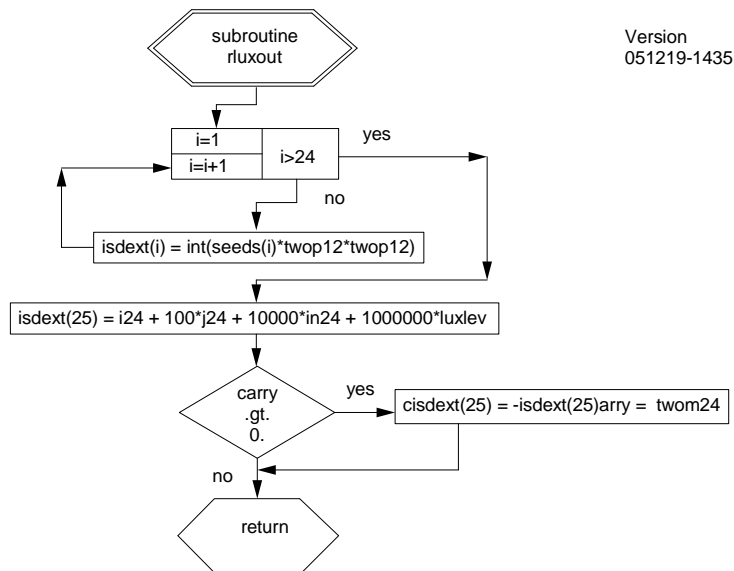 subroutine
rluxout
Version
051219-1435
i=1
i=i+1
i>24
yes
no
isdext(i) = int(seeds(i)*twop12*twop12)
isdext(25) = i24 + 100*j24 + 10000*in24 + 1000000*luxlev
carry
.gt.
0.
yes
cisdext(25) = -isdext(25)arry =  twom24
no
return